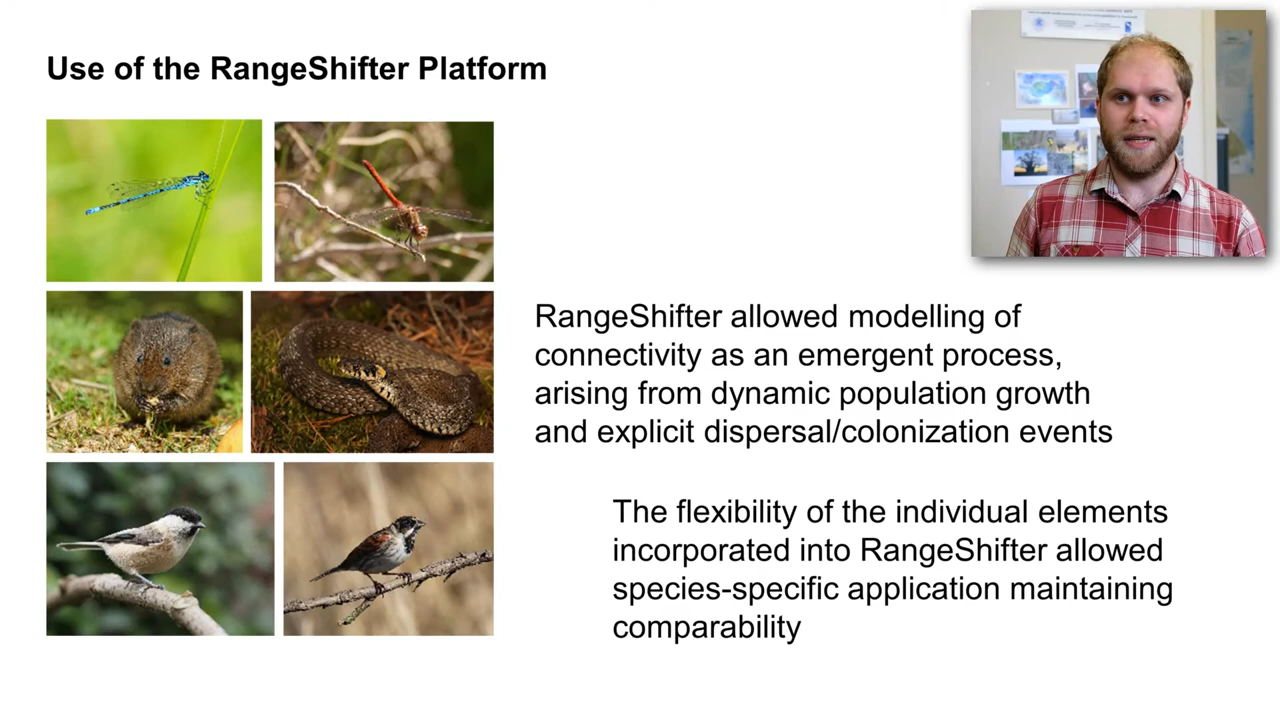 Use of the RangeShifter Platform
RangeShifter allowed modelling of
connectivity as an emergent process,
arising from dynamic population growth
and explicit dispersal/colonization events
The flexibility of the individual elements
incorporated into RangeShifter allowed
species-specific application maintaining
comparability